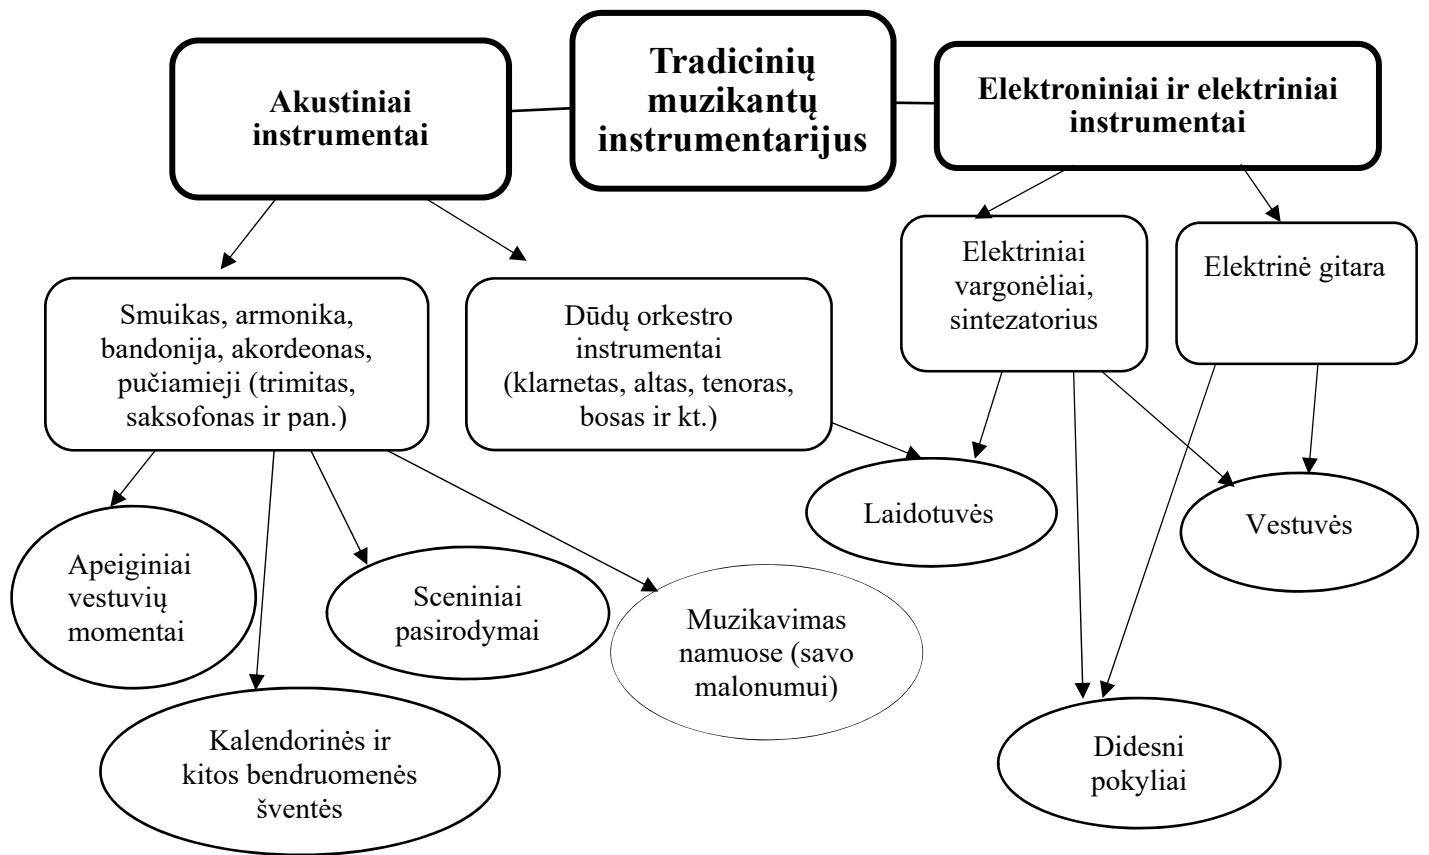 Tradicinių
muzikantų
instrumentarijus
Akustiniai
instrumentai
Elektroniniai ir elektriniai
instrumentai
Smuikas, armonika,
bandonija, akordeonas,
pučiamieji (trimitas,
saksofonas ir pan.)
Dūdų orkestro
instrumentai
(klarnetas, altas, tenoras,
bosas ir kt.)
Elektriniai
vargonėliai,
sintezatorius
Elektrinė gitara
Apeiginiai
vestuvių
momentai
Kalendorinės ir
kitos bendruomenės
šventės
Sceniniai
pasirodymai
Muzikavimas
namuose (savo
malonumui)
Laidotuvės
Vestuvės
Didesni
pokyliai